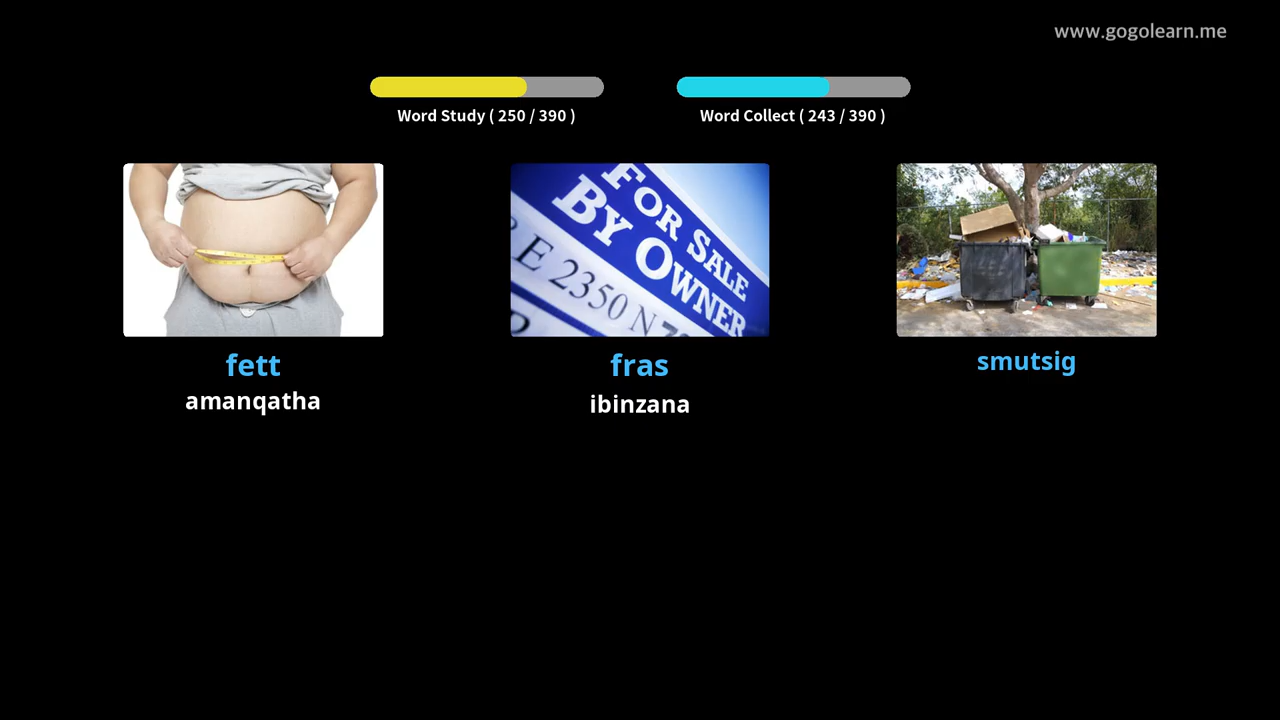 www.gogolearn.me
Word Study ( 250 / 390 )
Word Collect ( 243 / 390 )
FOR SALE
BY OWNER
E 2350 N
fett
fras
smutsig
amanqatha
ibinzana